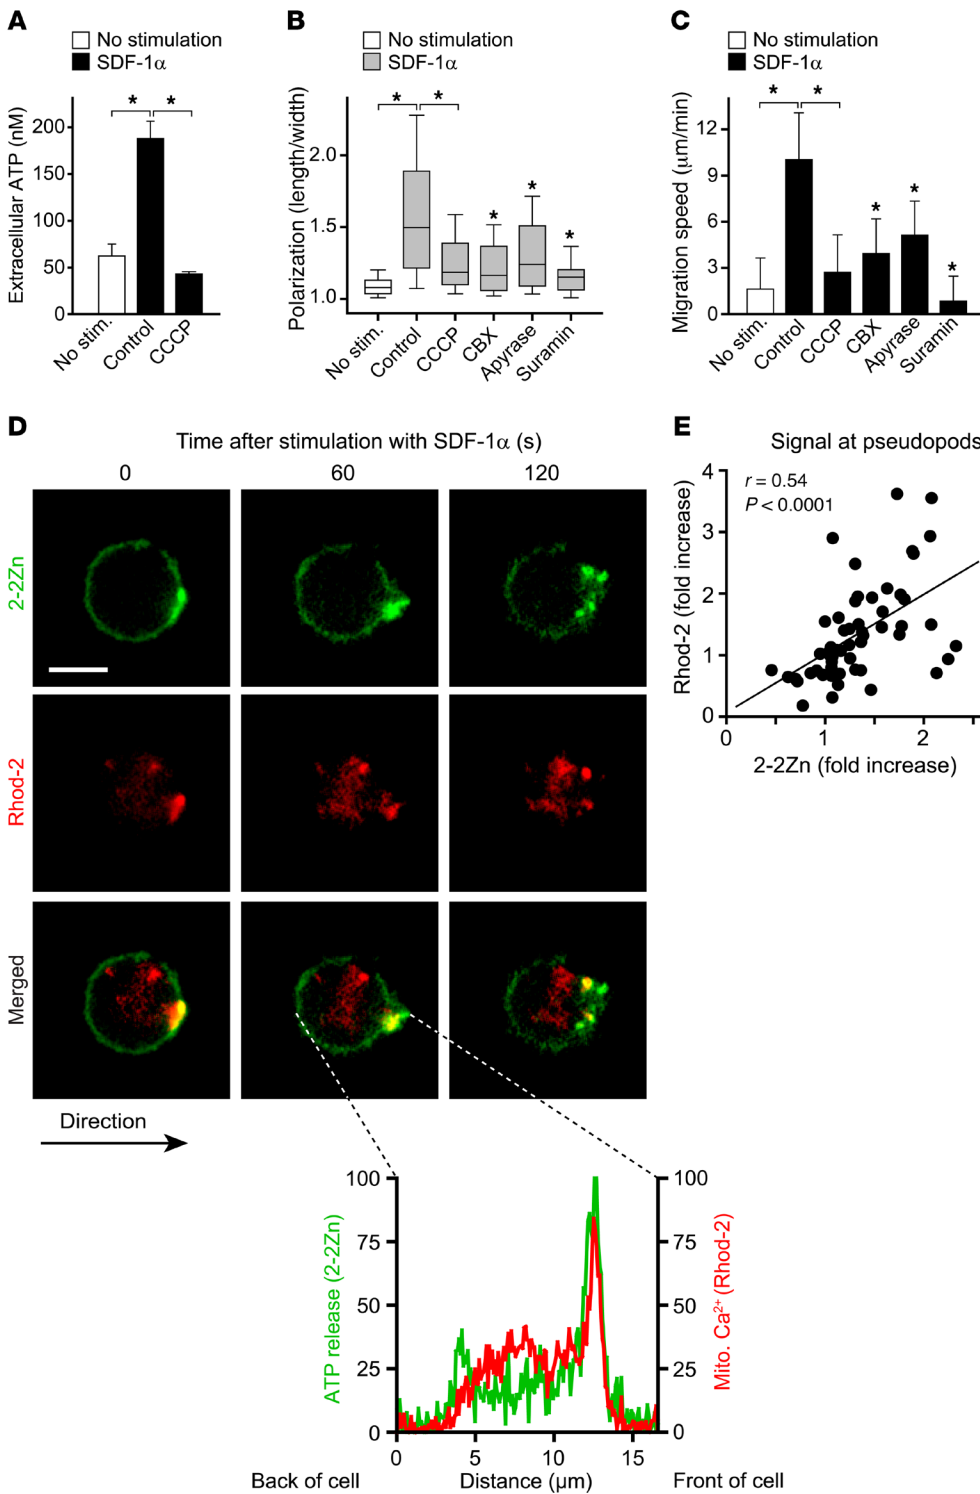 A
No stimulation
SDF-1α
Extracellular ATP (nM)
200
150
100
50
0
* *
No stim.
Control
CCCP
B
No stimulation
SDF-1α
Polarization (length/width)
2.0
1.5
1.0
* * * * *
No stim.
Control
CCCP
CBX
Apyrase
Suramin
C
No stimulation
SDF-1α
Migration speed (μm/min)
12
9
6
3
0
* * * * *
No stim.
Control
CCCP
CBX
Apyrase
Suramin
D
Time after stimulation with SDF-1α (s)
0 60 120
2-2Zn
Rhod-2
Merged
Direction
E
Signal at pseudopods
r = 0.54
P < 0.0001
Rhod-2 (fold increase)
4
3
2
1
0
0 1 2
2-2Zn (fold increase)
ATP release (2-2Zn)
100
75
50
25
0
100
75
50
25
0
Mito. Ca²⁺ (Rhod-2)
0 5 10 15
Back of cell Distance (μm) Front of cell